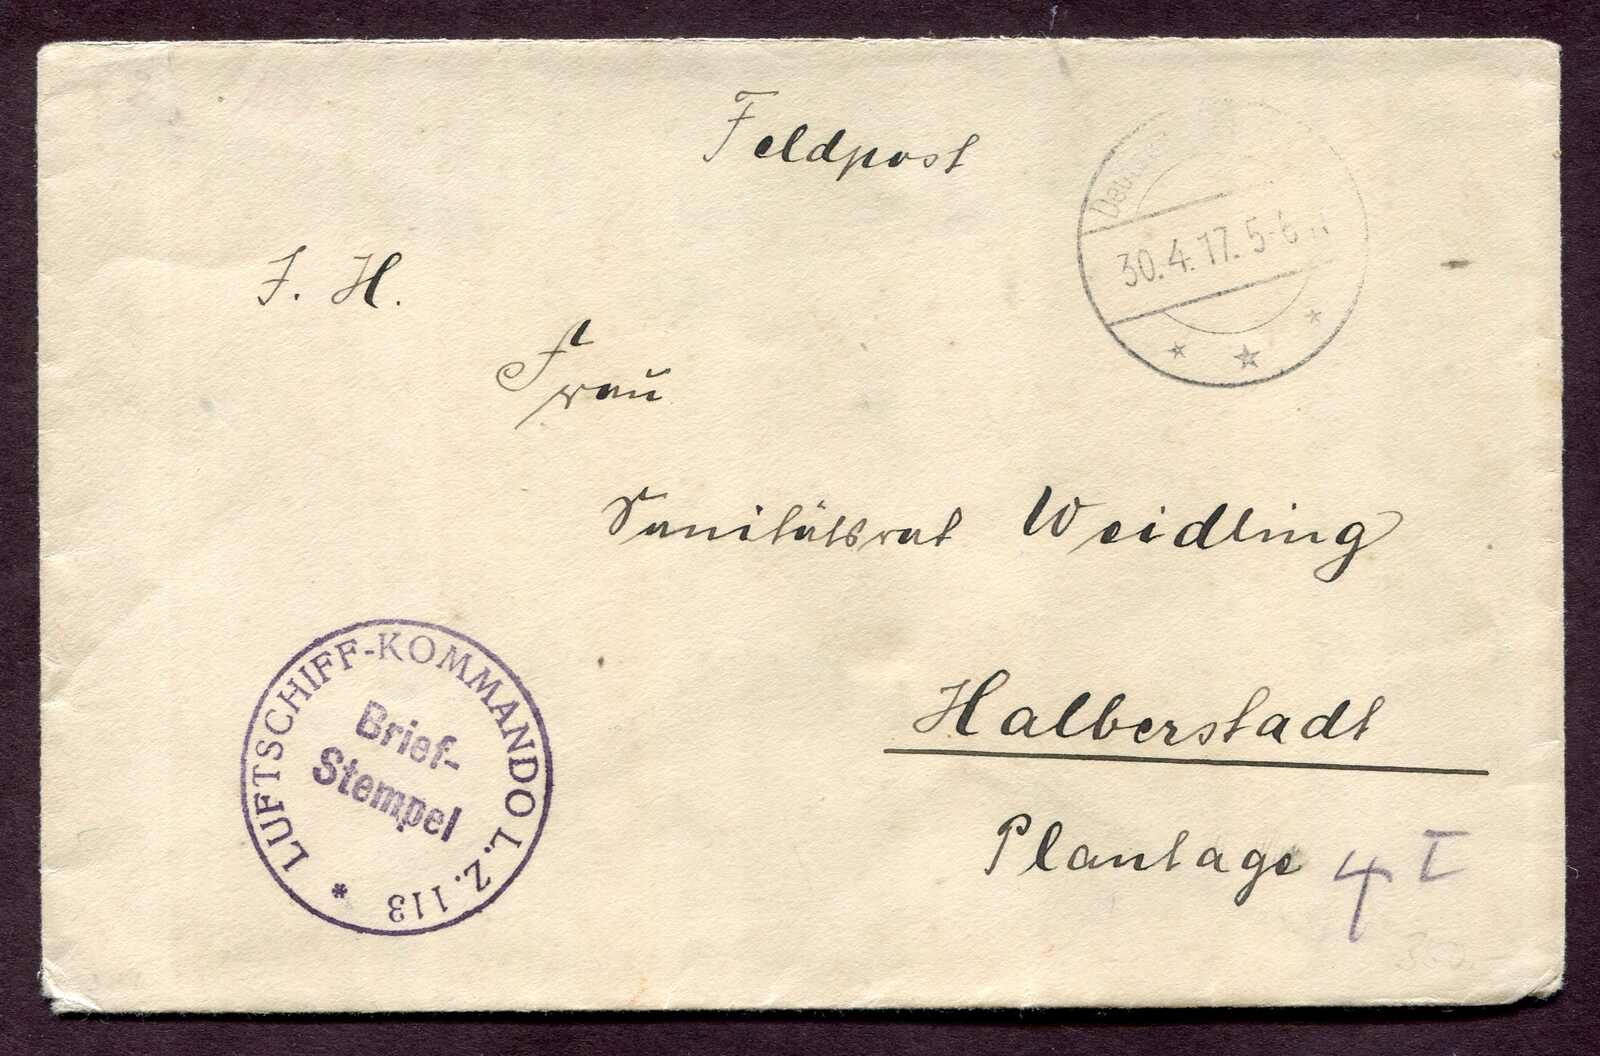 Feldpost
30.4.17. 5-6 N
F. H.
Frau
Sanitätsrat Weidling
Halberstadt
Plantage 4 I
LUFTSCHIFF-KOMMANDO L.Z. 113 *
Brief-
Stempel